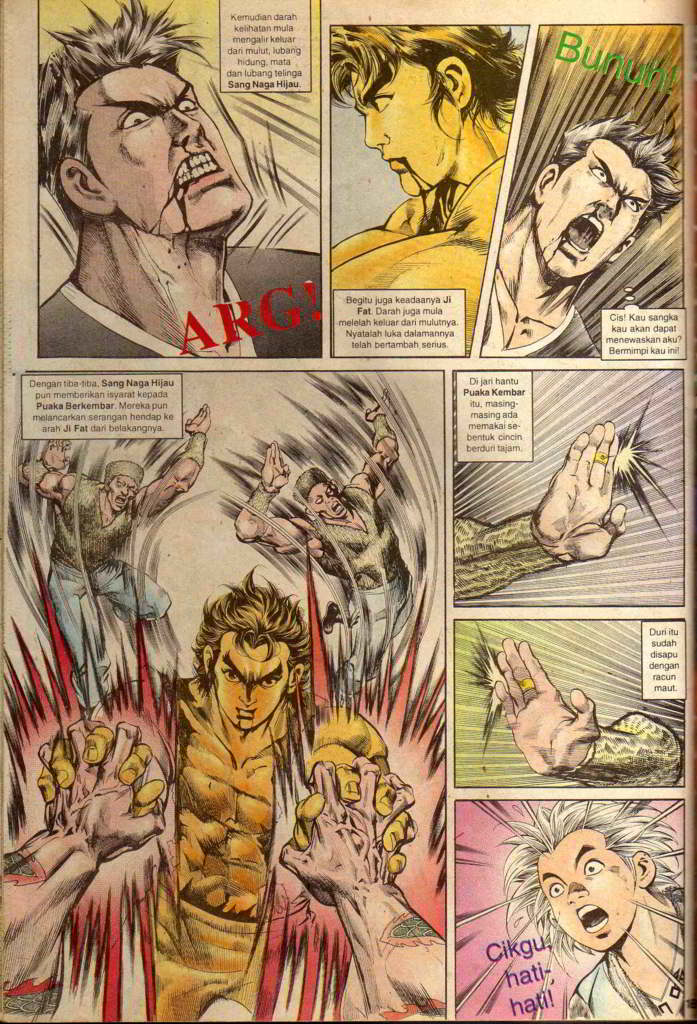 Kemudian darah
kelihatan mula
mengalir keluar
dari mulut, lubang
hidung, mata
dan lubang telinga
Sang Naga Hijau.
ARG!
Begitu juga keadaanya Ji
Fat. Darah juga mula
melelah keluar dari mulutnya.
Nyatalah luka dalamannya
telah bertambah serius.
Bunuh!
Cis! Kau sangka
kau akan dapat
menewaskan aku?
Bermimpi kau ini!
Dengan tiba-tiba, Sang Naga Hijau
pun memberikan isyarat kepada
Puaka Berkembar. Mereka pun
melancarkan serangan hendap ke
arah Ji Fat dari belakangnya.
Di jari hantu
Puaka Kembar
itu, masing-
masing ada
memakai se-
bentuk cincin
berduri tajam.
Duri itu
sudah
disapu
dengan
racun
maut.
Cikgu,
hati-
hati!